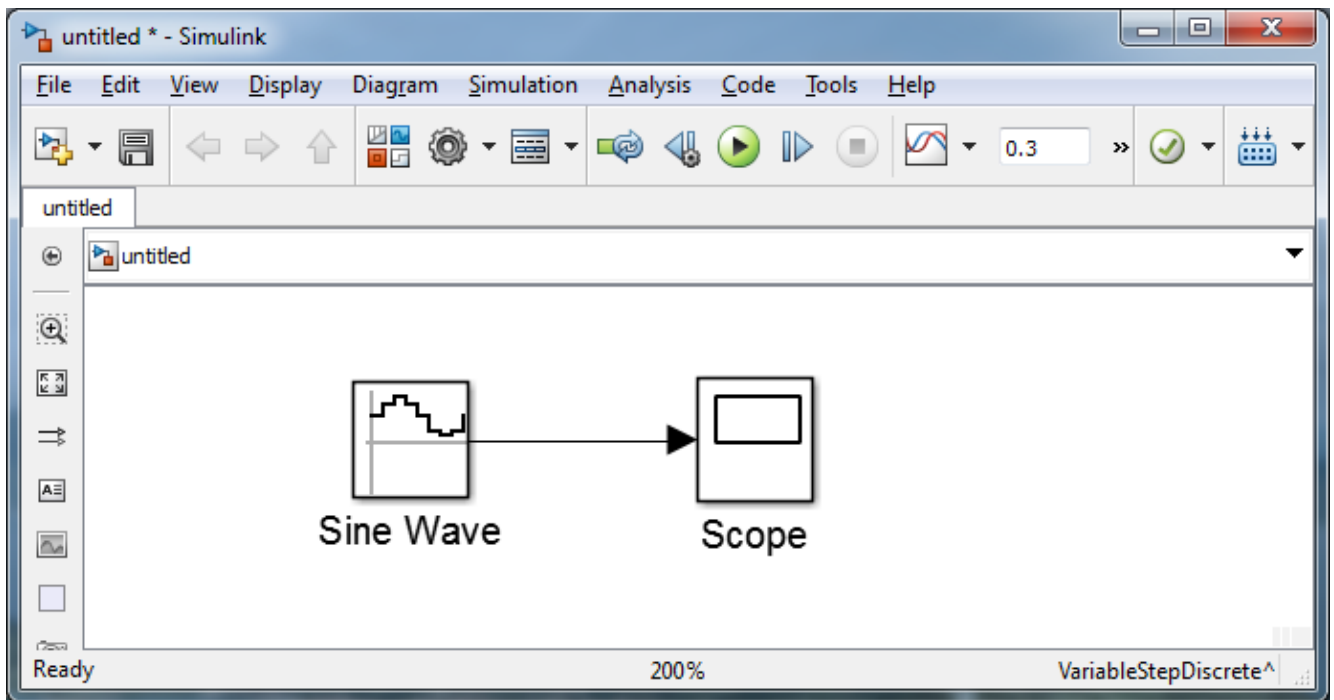 untitled * - Simulink
File Edit View Display Diagram Simulation Analysis Code Tools Help
0.3 »
untitled
untitled
A
Sine Wave
Scope
Ready 200% VariableStepDiscrete^